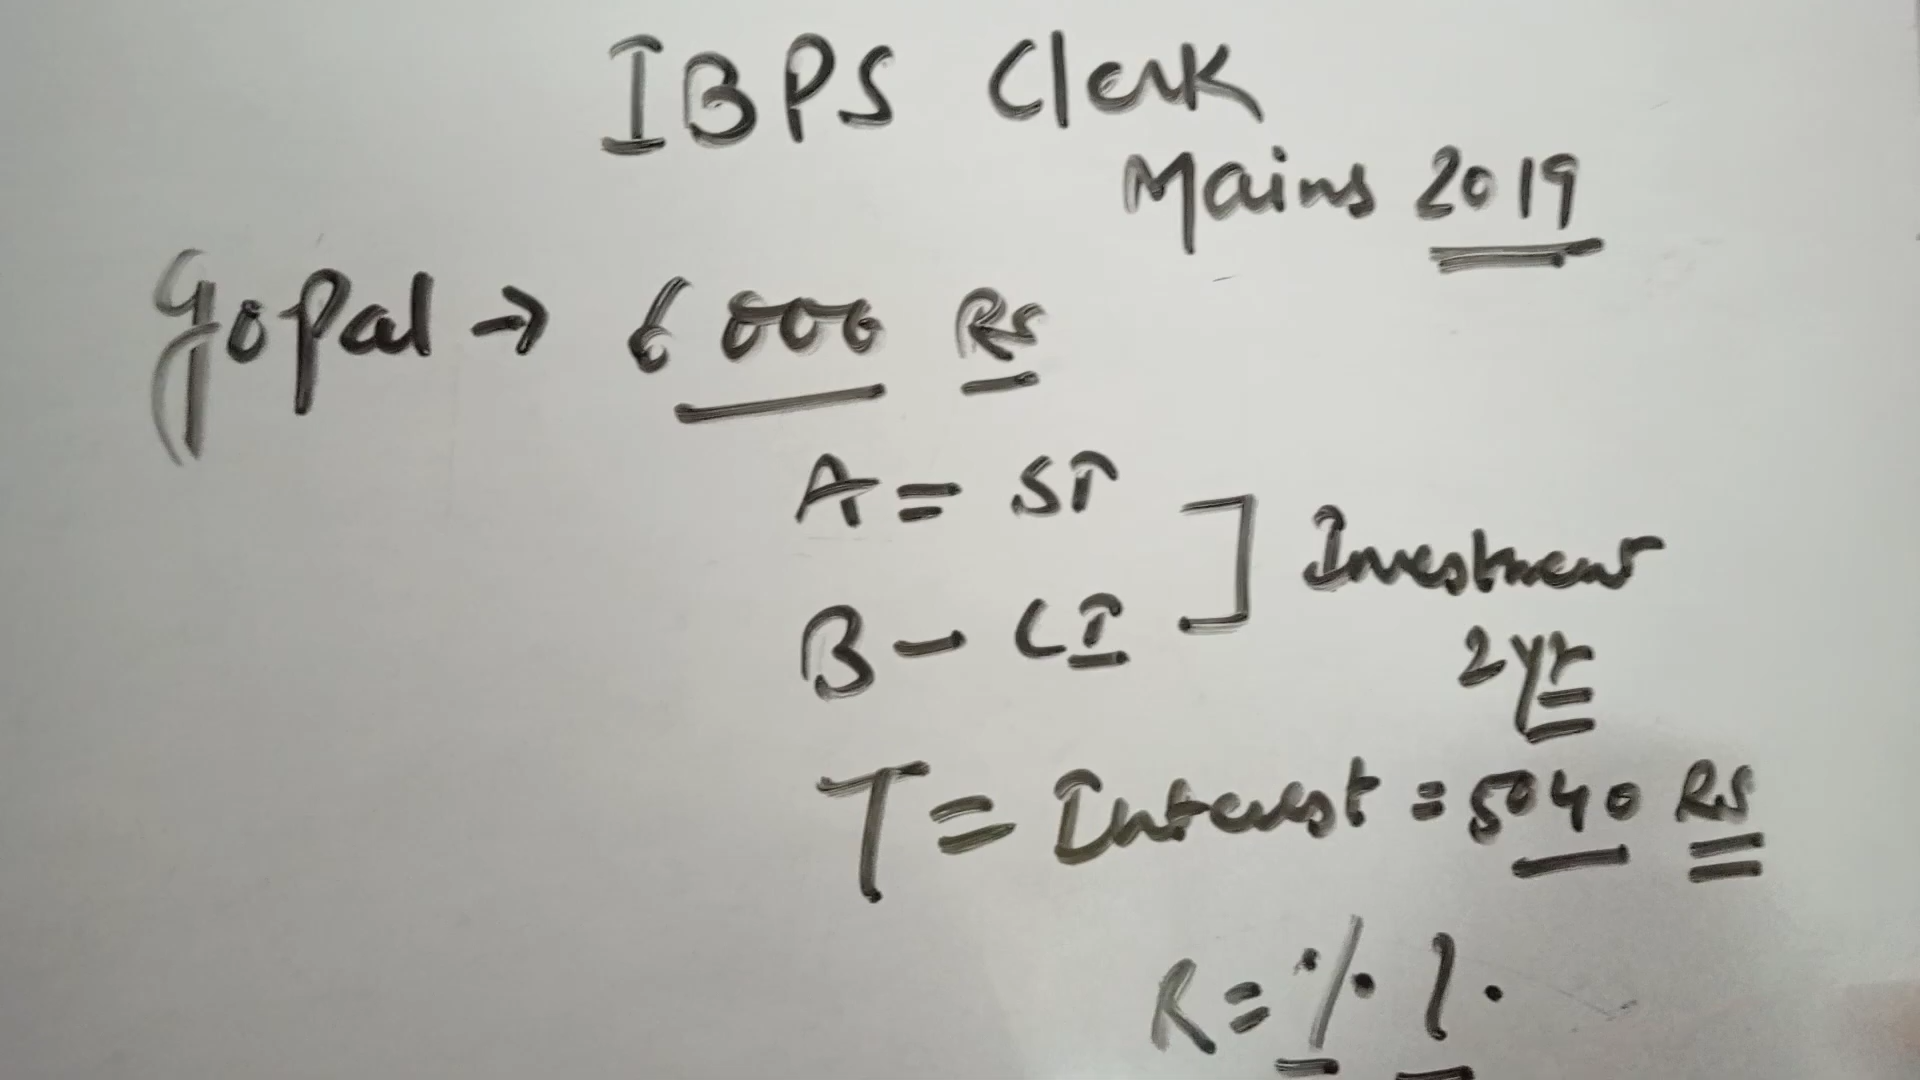 IBPS Clerk
Mains 2019
Gopal → 6000 Rs
A = SI
B - CI ] Investment
2yr
T = Interest = 5040 Rs
R = % ?